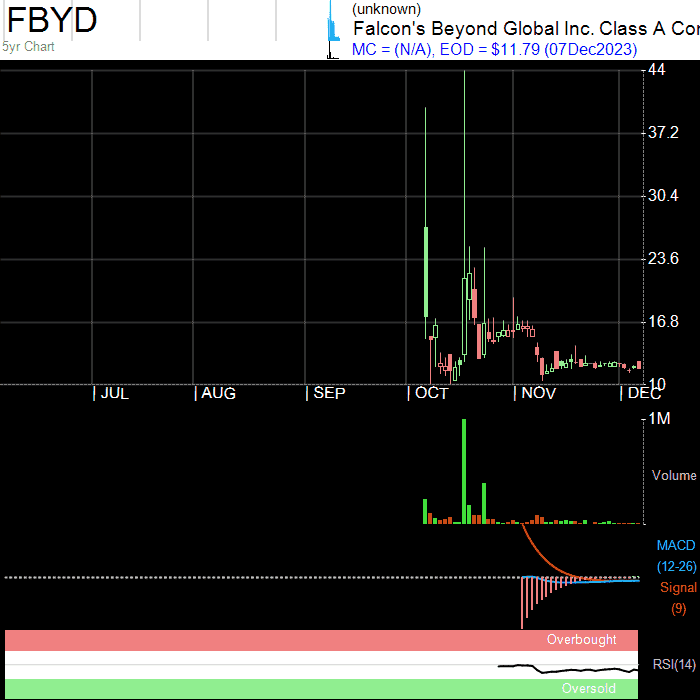 FBYD
5yr Chart
(unknown)
Falcon's Beyond Global Inc. Class A Cor
MC = (N/A), EOD = $11.79 (07Dec2023)
44
37.2
30.4
23.6
16.8
10
JUL AUG SEP OCT NOV DEC
1M
Volume
MACD
(12-26)
Signal
(9)
Overbought
RSI(14)
Oversold